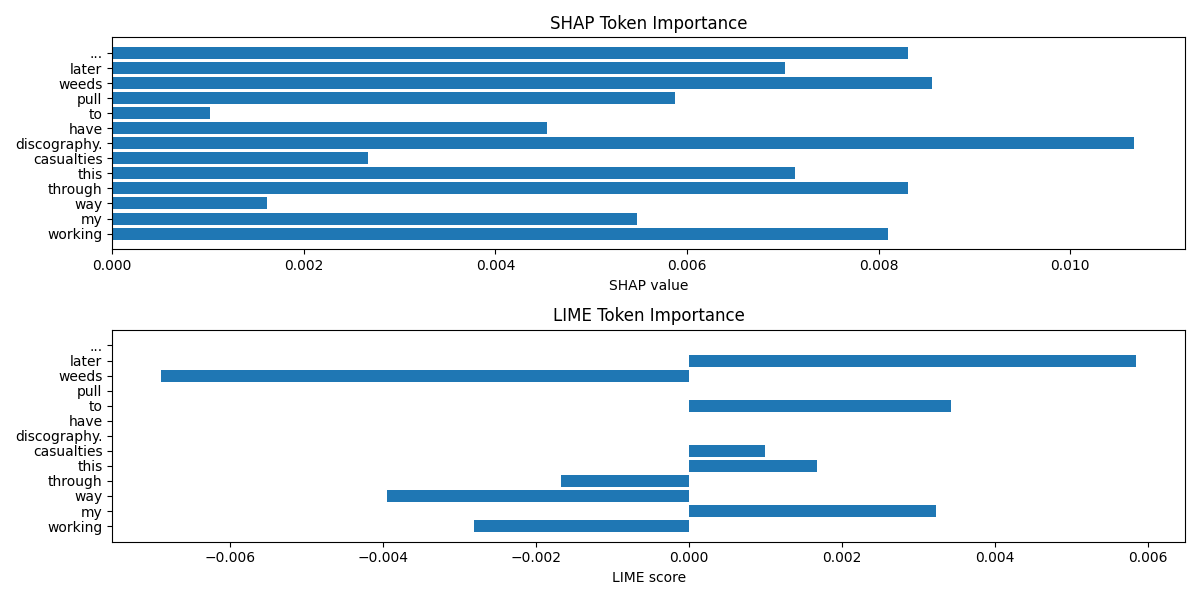 SHAP Token Importance
...
later
weeds
pull
to
have
discography.
casualties
this
through
way
my
working
0.000 0.002 0.004 0.006 0.008 0.010
SHAP value
LIME Token Importance
...
later
weeds
pull
to
have
discography.
casualties
this
through
way
my
working
−0.006 −0.004 −0.002 0.000 0.002 0.004 0.006
LIME score